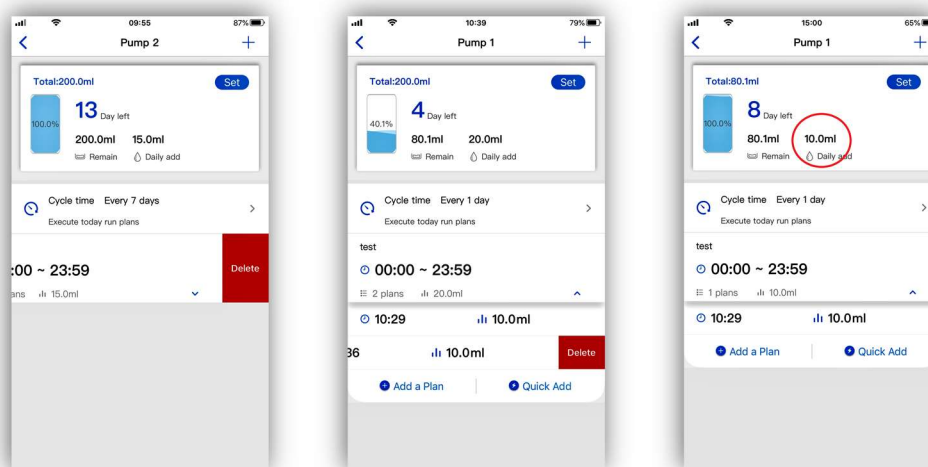 09:55
87%
Pump 2
Total:200.0ml
Set
100.0%
13 Day left
200.0ml 15.0ml
Remain Daily add
Cycle time Every 7 days
Execute today run plans
:00 ~ 23:59
Delete
ans 15.0ml
10:39
79%
Pump 1
Total:200.0ml
Set
40.1%
4 Day left
80.1ml 20.0ml
Remain Daily add
Cycle time Every 1 day
Execute today run plans
test
00:00 ~ 23:59
2 plans 20.0ml
10:29 10.0ml
36 10.0ml
Delete
Add a Plan Quick Add
15:00
65%
Pump 1
Total:80.1ml
Set
100.0%
8 Day left
80.1ml 10.0ml
Remain Daily add
Cycle time Every 1 day
Execute today run plans
test
00:00 ~ 23:59
1 plans 10.0ml
10:29 10.0ml
Add a Plan Quick Add